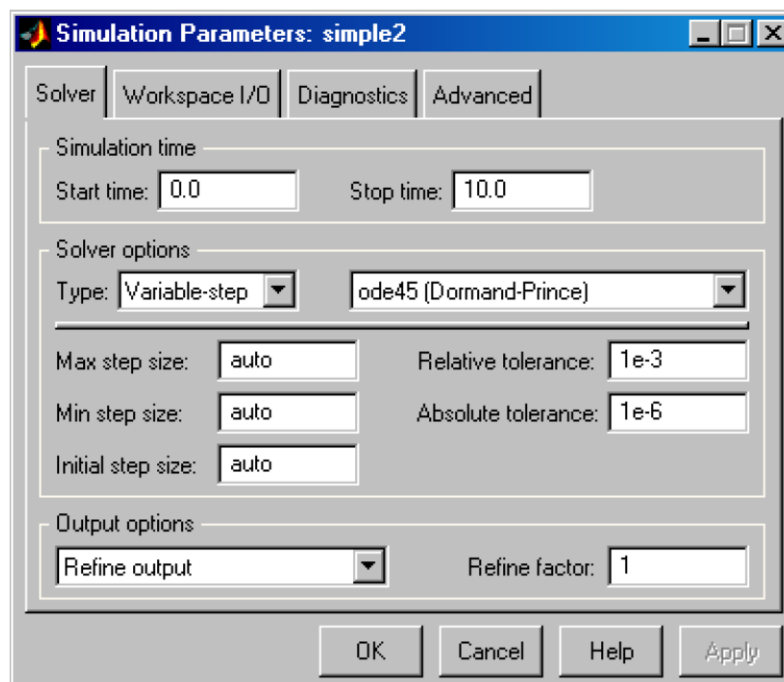 Simulation Parameters: simple2
Solver Workspace I/O Diagnostics Advanced
Simulation time
Start time: 0.0 Stop time: 10.0
Solver options
Type: Variable-step ode45 (Dormand-Prince)
Max step size: auto Relative tolerance: 1e-3
Min step size: auto Absolute tolerance: 1e-6
Initial step size: auto
Output options
Refine output Refine factor: 1
OK Cancel Help Apply